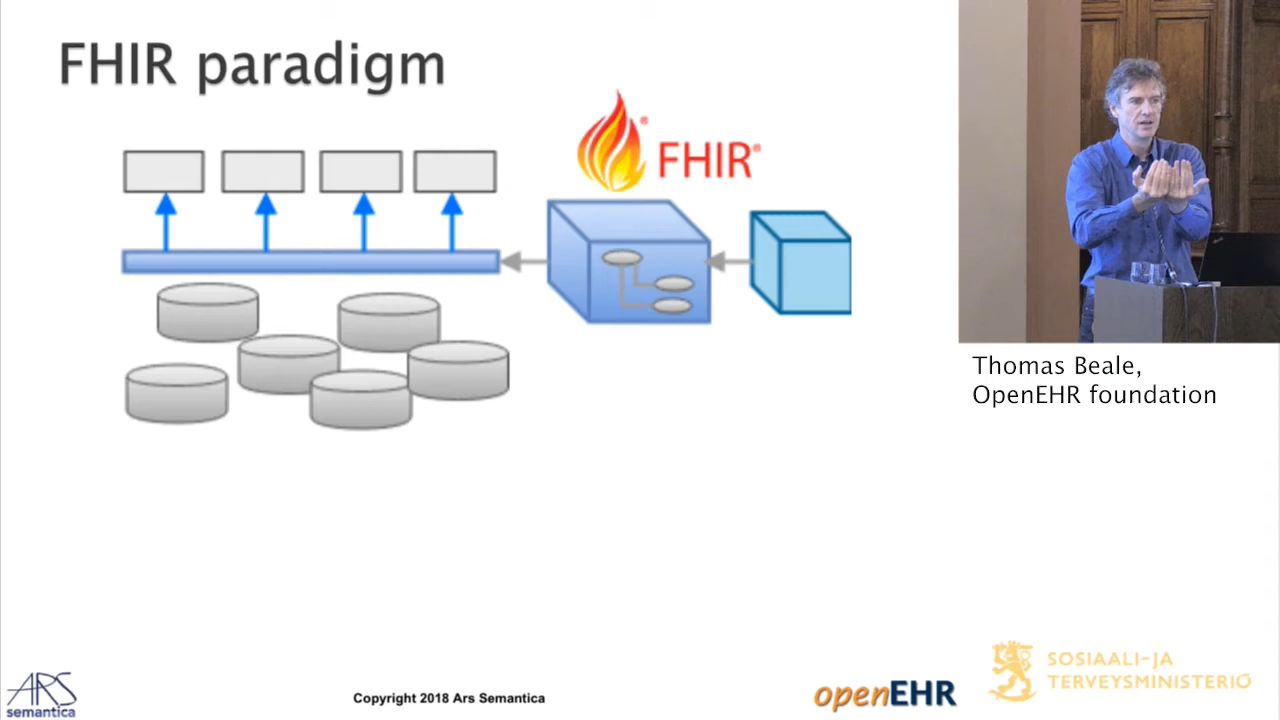 FHIR paradigm
® FHIR®
Thomas Beale,
OpenEHR foundation
ARS
semantica
Copyright 2018 Ars Semantica
openEHR
SOSIAALI-JA
TERVEYSMINISTERIÖ